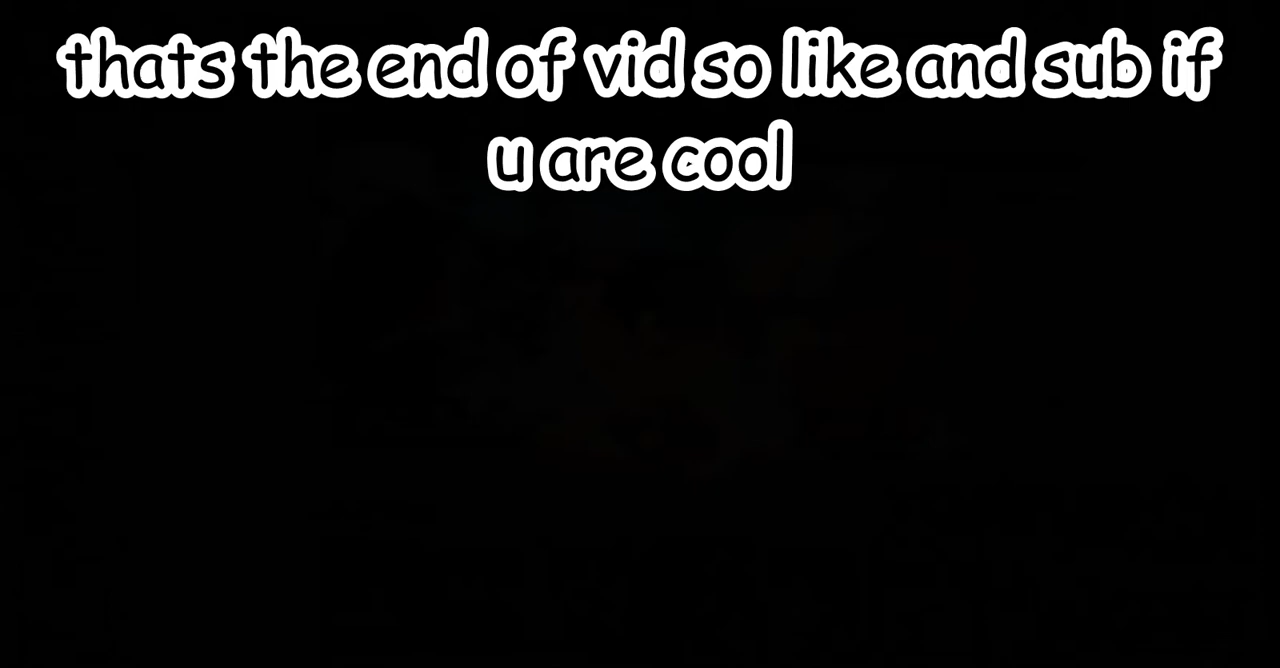 thats the end of vid so like and sub if
u are cool